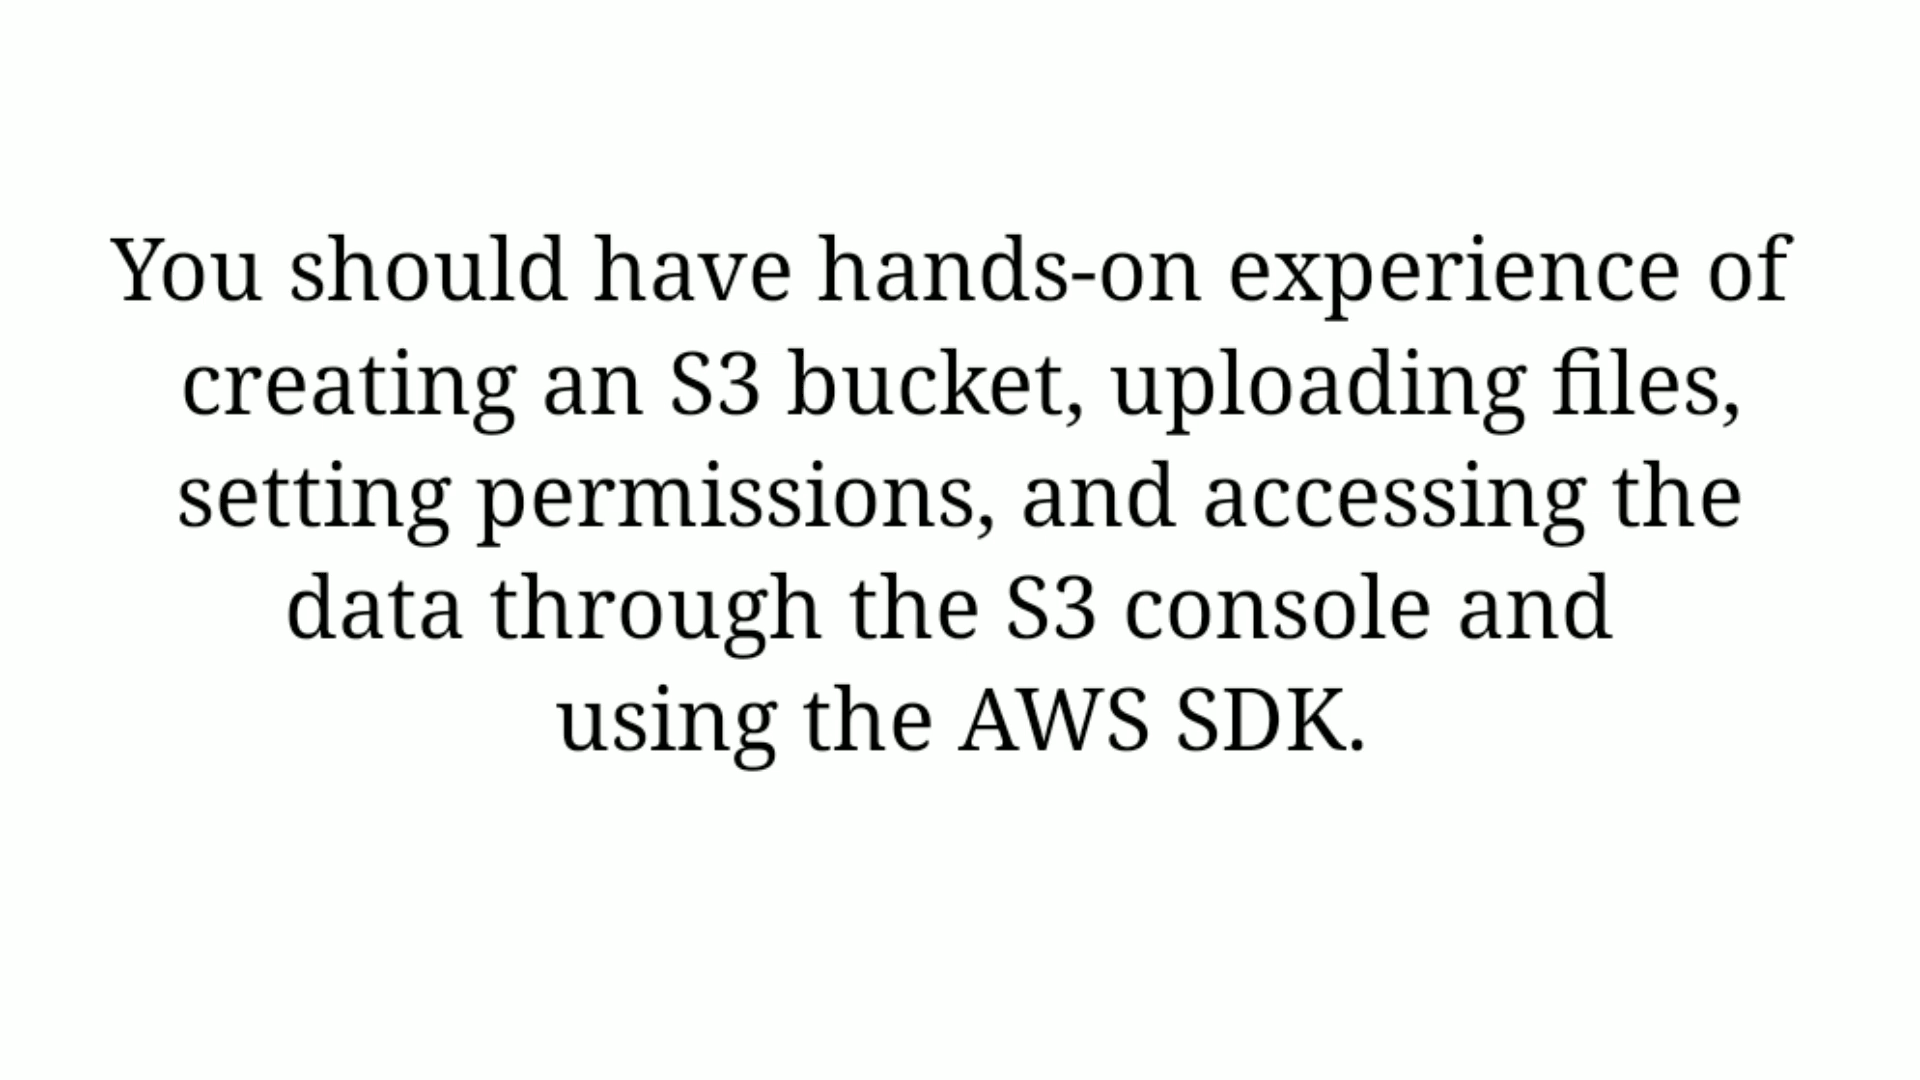 You should have hands-on experience of
creating an S3 bucket, uploading files,
setting permissions, and accessing the
data through the S3 console and
using the AWS SDK.